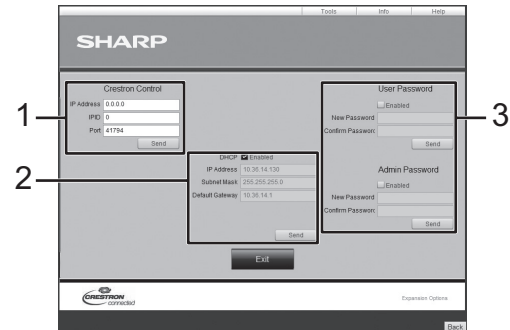 Tools Info Help
SHARP
1
Crestron Control
IP Address 0.0.0.0
IPID 0
Port 41794
Send
2
DHCP Enabled
IP Address 10.36.14.130
Subnet Mask 255.255.255.0
Default Gateway 10.36.14.1
Send
3
User Password
Enabled
New Password
Confirm Password
Send
Admin Password
Enabled
New Password
Confirm Password
Send
Exit
CRESTRON
connected
Expansion Options
Back